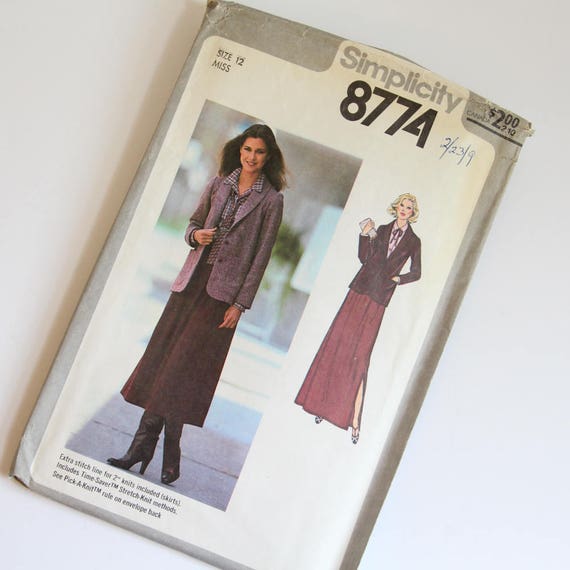 SIZE 12
MISS
Simplicity
8774
$2.00
CANADA
2/23/9
Extra stitch line for 2" knits included (skirts).
Includes Time-Saver™ Stretch-Knit methods.
See Pick-A-Knit™ rule on envelope back